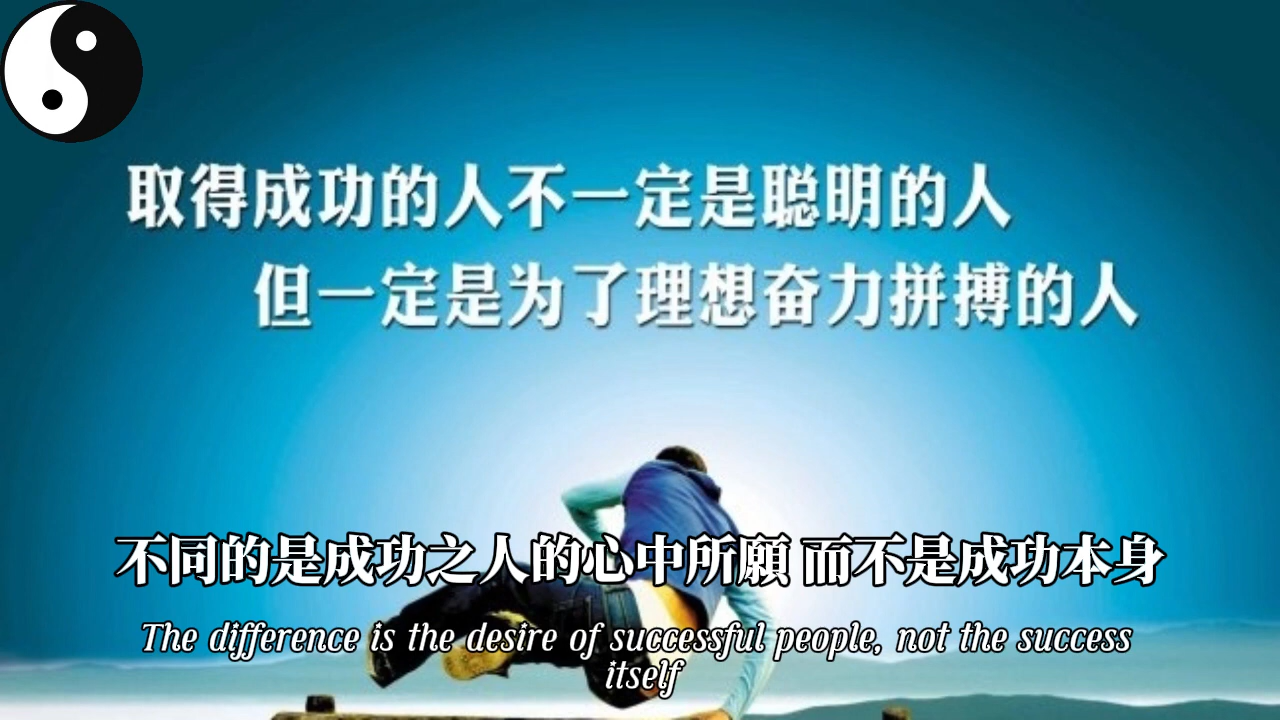 取得成功的人不一定是聪明的人
但一定是为了理想奋力拼搏的人
不同的是成功之人的心中所願 而不是成功本身
The difference is the desire of successful people, not the success
itself